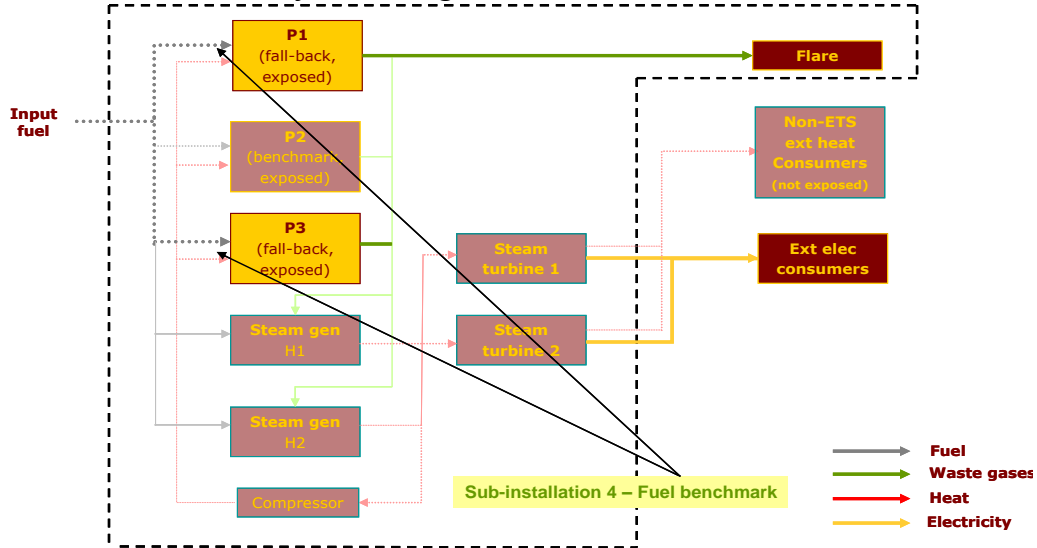 P1
(fall-back,
exposed)
Flare
Input
fuel
P2
(benchmark,
exposed)
Non-ETS
ext heat
Consumers
(not exposed)
P3
(fall-back,
exposed)
Steam
turbine 1
Ext elec
consumers
Steam gen
H1
Steam
turbine 2
Steam gen
H2
Compressor
Sub-installation 4 – Fuel benchmark
Fuel
Waste gases
Heat
Electricity